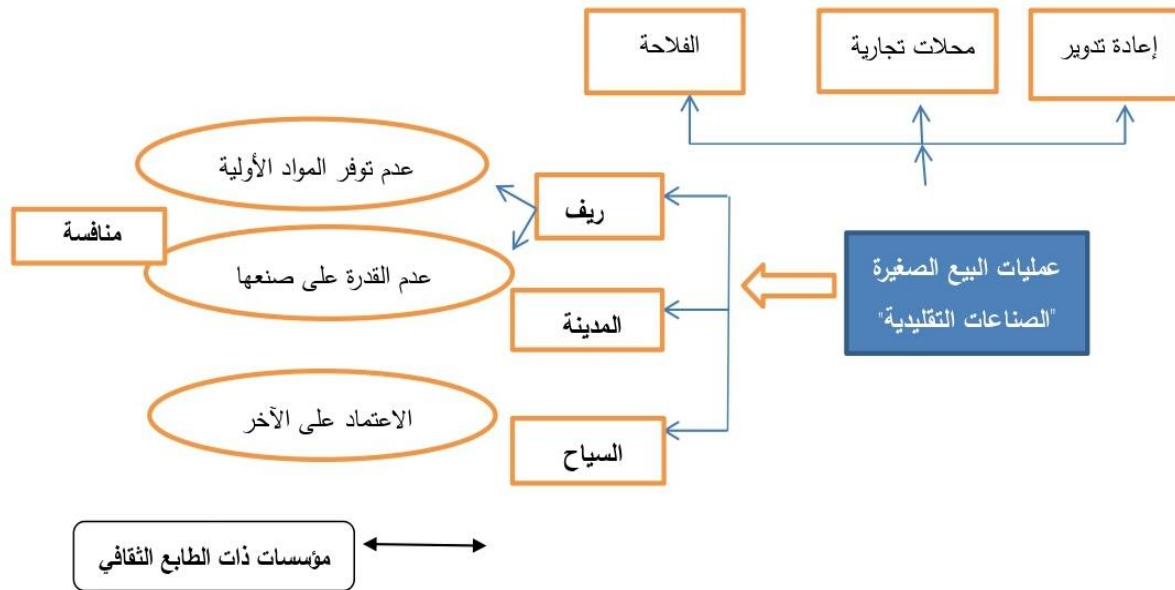 إعادة تدوير
محلات تجارية
الفلاحة
عدم توفر المواد الأولية
ريف
منافسة
عدم القدرة على صنعها
عمليات البيع الصغيرة
"الصناعات التقليدية"
المدينة
الاعتماد على الآخر
السياح
مؤسسات ذات الطابع الثقافي